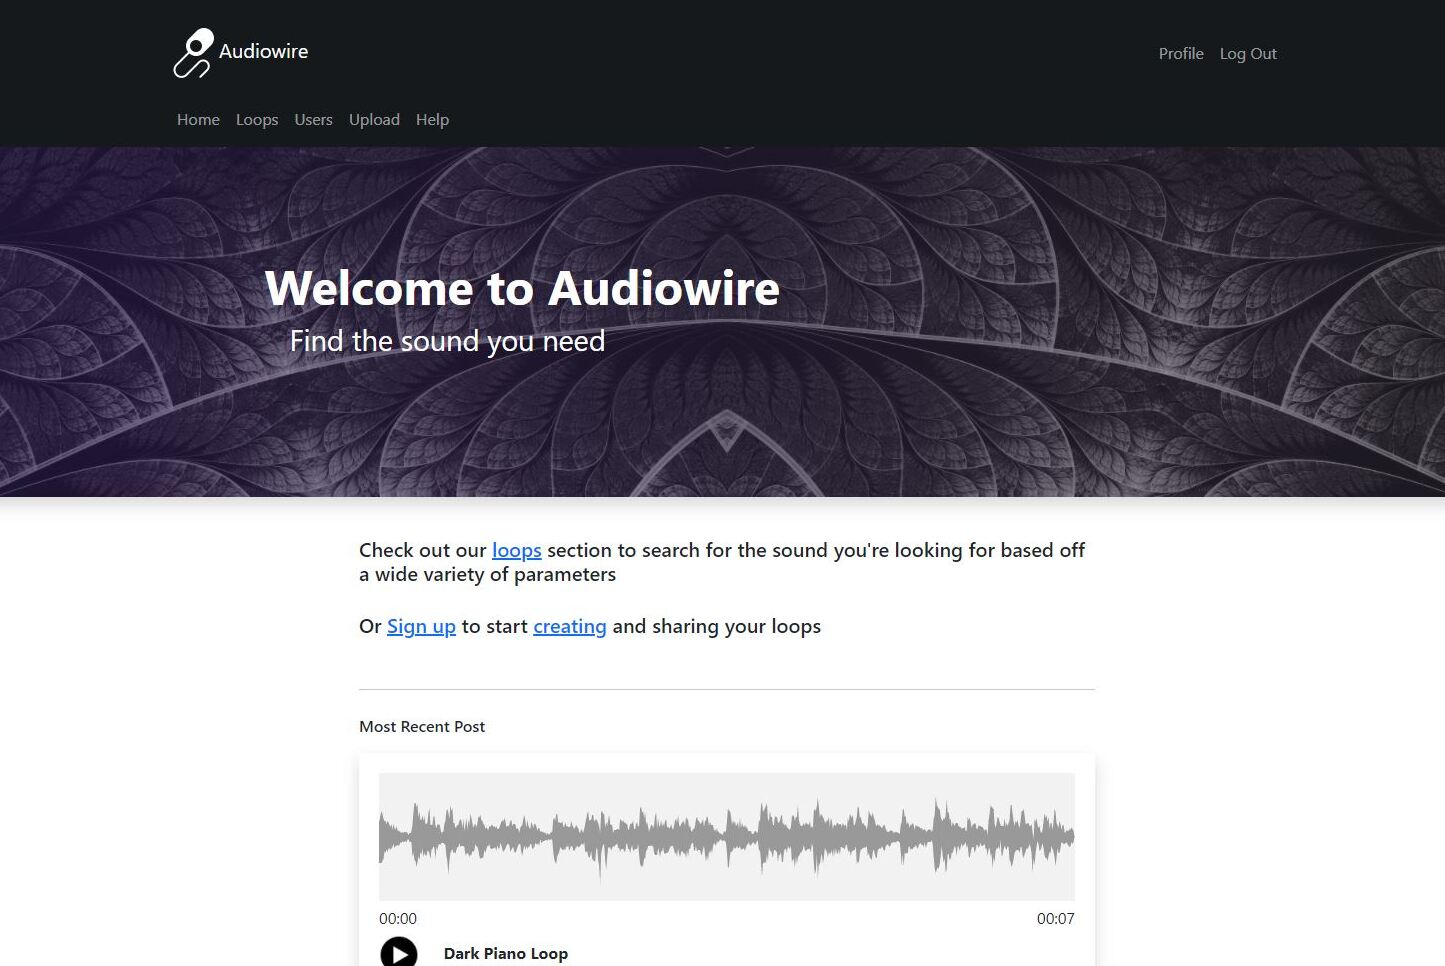 Audiowire
Profile Log Out
Home Loops Users Upload Help
Welcome to Audiowire
Find the sound you need
Check out our loops section to search for the sound you're looking for based off
a wide variety of parameters
Or Sign up to start creating and sharing your loops
Most Recent Post
00:00 00:07
Dark Piano Loop